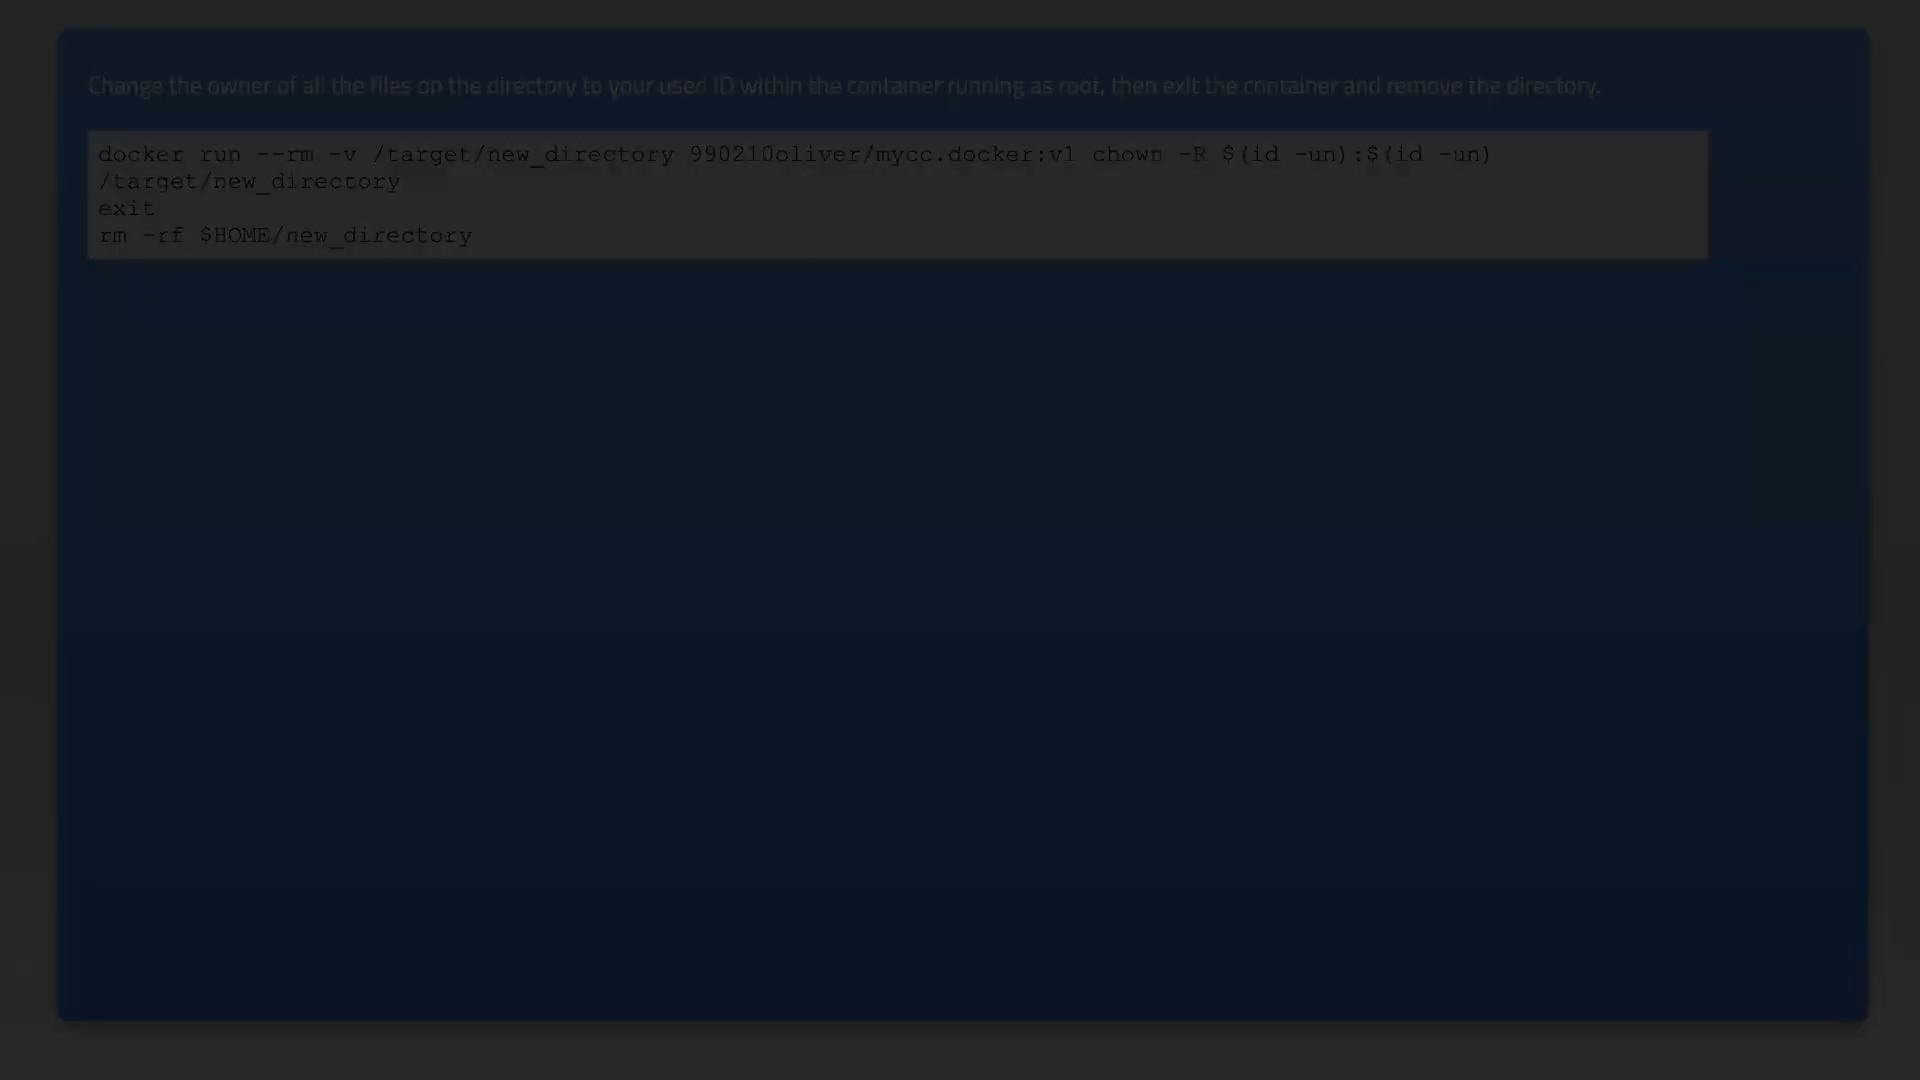 Change the owner of all the files on the directory to your used ID within the container running as root, then exit the container and remove the directory.
docker run --rm -v /target/new_directory 990210oliver/mycc.docker:v1 chown -R $(id -un):$(id -un)
/target/new_directory
exit
rm -rf $HOME/new_directory